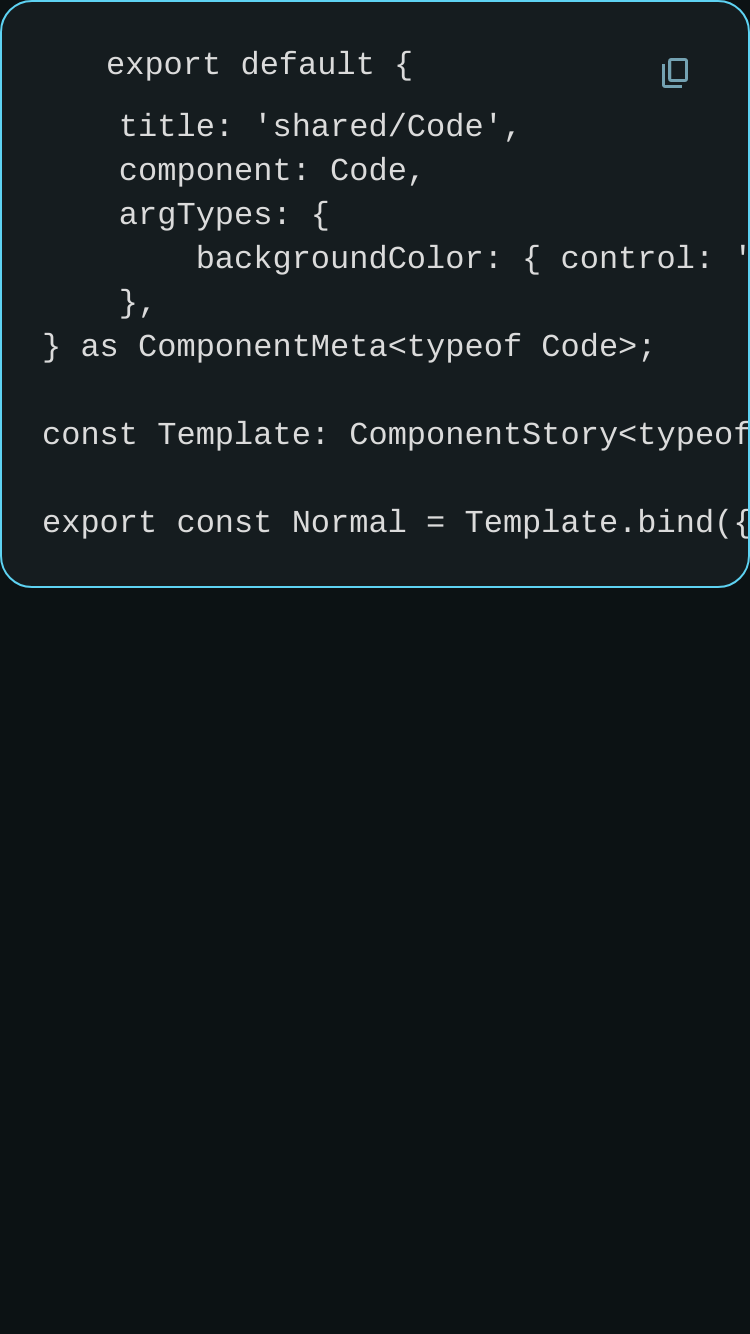 export default {
title: 'shared/Code',
component: Code,
argTypes: {
backgroundColor: { control: '
},
} as ComponentMeta<typeof Code>;
const Template: ComponentStory<typeof
export const Normal = Template.bind({